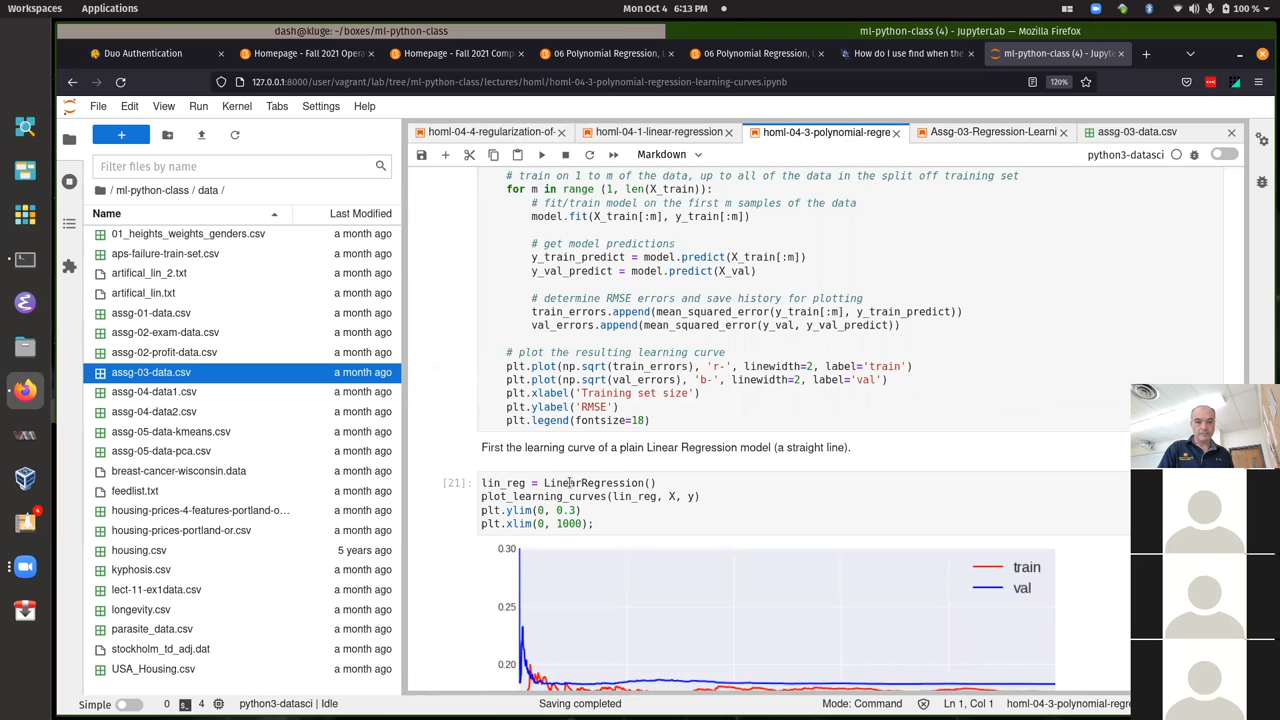 Workspaces
Applications
Mon Oct 4 6:13 PM
100 %
dash@kluge: ~/boxes/ml-python-class
ml-python-class (4) - JupyterLab — Mozilla Firefox
Duo Authentication
Homepage - Fall 2021 Opera
Homepage - Fall 2021 Comp
06 Polynomial Regression, L
06 Polynomial Regression, L
How do I use find when the
ml-python-class (4) - Jupyte
127.0.0.1:8000/user/vagrant/lab/tree/ml-python-class/lectures/homl/homl-04-3-polynomial-regression-learning-curves.ipynb
120%
File Edit View Run Kernel Tabs Settings Help
homl-04-4-regularization-of-
homl-04-1-linear-regression
homl-04-3-polynomial-regre
Assg-03-Regression-Learni
assg-03-data.csv
Markdown
python3-datasci
Filter files by name
/ ml-python-class / data /
Name Last Modified
01_heights_weights_genders.csv a month ago
aps-failure-train-set.csv a month ago
artifical_lin_2.txt a month ago
artifical_lin.txt a month ago
assg-01-data.csv a month ago
assg-02-exam-data.csv a month ago
assg-02-profit-data.csv a month ago
assg-03-data.csv a month ago
assg-04-data1.csv a month ago
assg-04-data2.csv a month ago
assg-05-data-kmeans.csv a month ago
assg-05-data-pca.csv a month ago
breast-cancer-wisconsin.data a month ago
feedlist.txt a month ago
housing-prices-4-features-portland-o... a month ago
housing-prices-portland-or.csv a month ago
housing.csv 5 years ago
kyphosis.csv a month ago
lect-11-ex1data.csv a month ago
longevity.csv a month ago
parasite_data.csv a month ago
stockholm_td_adj.dat a month ago
USA_Housing.csv a month ago
# train on 1 to m of the data, up to all of the data in the split off training set
for m in range (1, len(X_train)):
# fit/train model on the first m samples of the data
model.fit(X_train[:m], y_train[:m])
# get model predictions
y_train_predict = model.predict(X_train[:m])
y_val_predict = model.predict(X_val)
# determine RMSE errors and save history for plotting
train_errors.append(mean_squared_error(y_train[:m], y_train_predict))
val_errors.append(mean_squared_error(y_val, y_val_predict))
# plot the resulting learning curve
plt.plot(np.sqrt(train_errors), 'r-', linewidth=2, label='train')
plt.plot(np.sqrt(val_errors), 'b-', linewidth=2, label='val')
plt.xlabel('Training set size')
plt.ylabel('RMSE')
plt.legend(fontsize=18)
First the learning curve of a plain Linear Regression model (a straight line).
[21]:
lin_reg = LinearRegression()
plot_learning_curves(lin_reg, X, y)
plt.ylim(0, 0.3)
plt.xlim(0, 1000);
0.30
train
val
0.25
0.20
4
Simple 0 4 python3-datasci | Idle Saving completed Mode: Command Ln 1, Col 1 homl-04-3-polynomial-regre